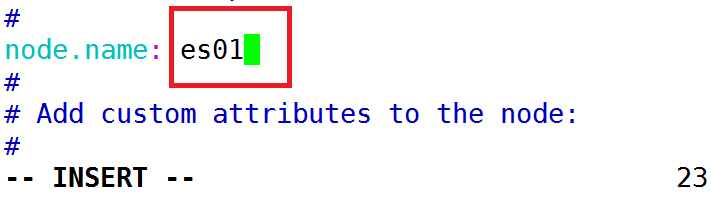 #
node.name: es01
#
# Add custom attributes to the node:
#
-- INSERT -- 23